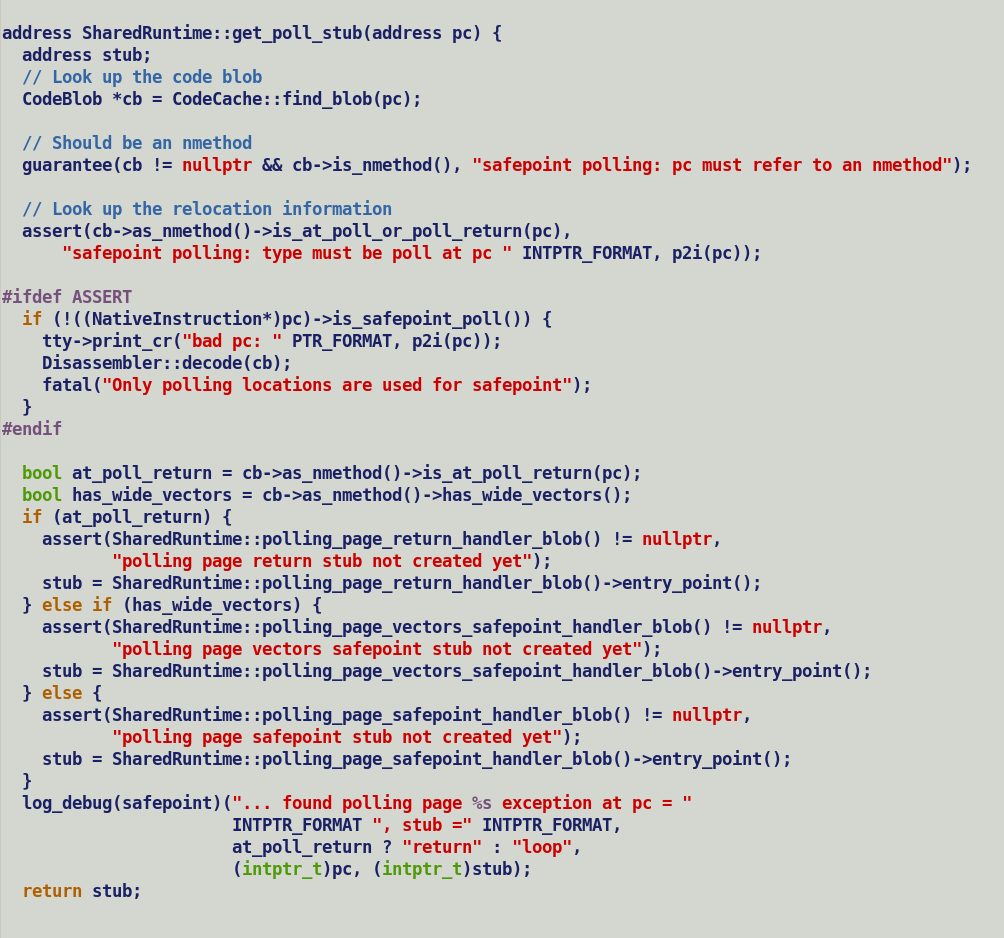 address SharedRuntime::get_poll_stub(address pc) {
  address stub;
  // Look up the code blob
  CodeBlob *cb = CodeCache::find_blob(pc);

  // Should be an nmethod
  guarantee(cb != nullptr && cb->is_nmethod(), "safepoint polling: pc must refer to an nmethod");

  // Look up the relocation information
  assert(cb->as_nmethod()->is_at_poll_or_poll_return(pc),
      "safepoint polling: type must be poll at pc " INTPTR_FORMAT, p2i(pc));

#ifdef ASSERT
  if (!((NativeInstruction*)pc)->is_safepoint_poll()) {
    tty->print_cr("bad pc: " PTR_FORMAT, p2i(pc));
    Disassembler::decode(cb);
    fatal("Only polling locations are used for safepoint");
  }
#endif

  bool at_poll_return = cb->as_nmethod()->is_at_poll_return(pc);
  bool has_wide_vectors = cb->as_nmethod()->has_wide_vectors();
  if (at_poll_return) {
    assert(SharedRuntime::polling_page_return_handler_blob() != nullptr,
           "polling page return stub not created yet");
    stub = SharedRuntime::polling_page_return_handler_blob()->entry_point();
  } else if (has_wide_vectors) {
    assert(SharedRuntime::polling_page_vectors_safepoint_handler_blob() != nullptr,
           "polling page vectors safepoint stub not created yet");
    stub = SharedRuntime::polling_page_vectors_safepoint_handler_blob()->entry_point();
  } else {
    assert(SharedRuntime::polling_page_safepoint_handler_blob() != nullptr,
           "polling page safepoint stub not created yet");
    stub = SharedRuntime::polling_page_safepoint_handler_blob()->entry_point();
  }
  log_debug(safepoint)("... found polling page %s exception at pc = "
                       INTPTR_FORMAT ", stub =" INTPTR_FORMAT,
                       at_poll_return ? "return" : "loop",
                       (intptr_t)pc, (intptr_t)stub);
  return stub;